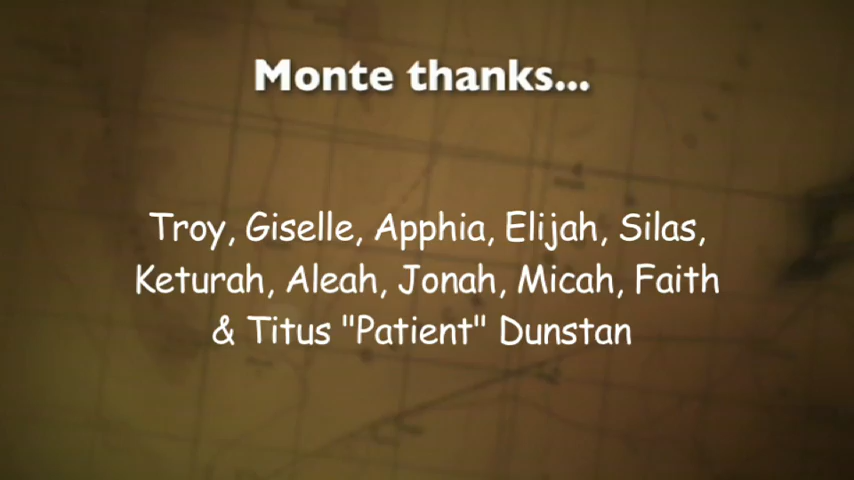 Monte thanks...
Troy, Giselle, Apphia, Elijah, Silas,
Keturah, Aleah, Jonah, Micah, Faith
& Titus "Patient" Dunstan